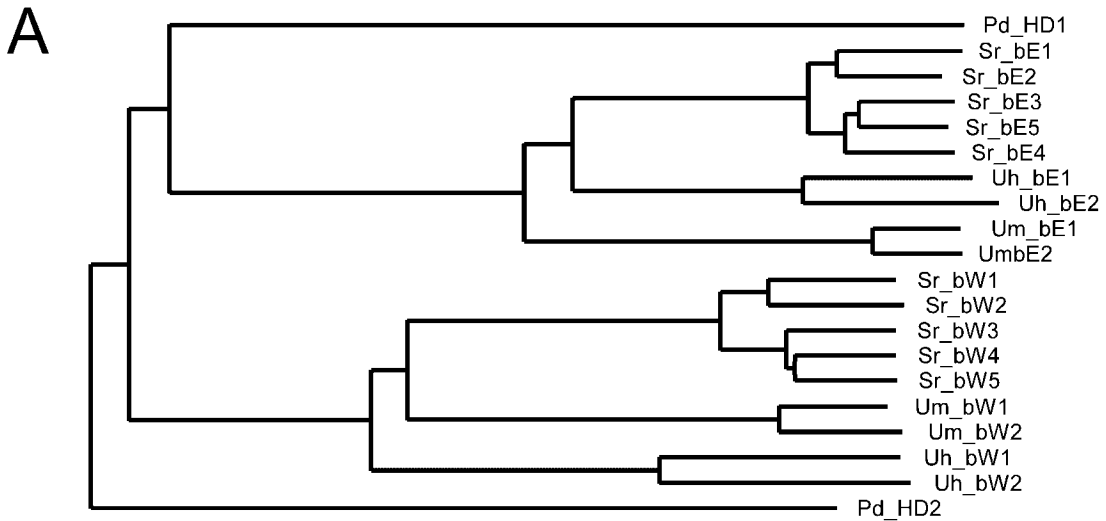 A
Pd_HD1
Sr_bE1
Sr_bE2
Sr_bE3
Sr_bE5
Sr_bE4
Uh_bE1
Uh_bE2
Um_bE1
UmbE2
Sr_bW1
Sr_bW2
Sr_bW3
Sr_bW4
Sr_bW5
Um_bW1
Um_bW2
Uh_bW1
Uh_bW2
Pd_HD2